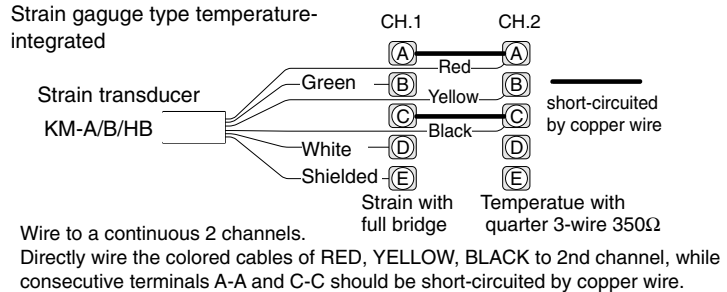 Strain gaguge type temperature-
integrated
CH.1 CH.2
A A
Red
Green B B
Yellow
Strain transducer
KM-A/B/HB
short-circuited
by copper wire
C C
Black
White D D
Shielded E E
Strain with
full bridge
Temperatue with
quarter 3-wire 350Ω
Wire to a continuous 2 channels.
Directly wire the colored cables of RED, YELLOW, BLACK to 2nd channel, while
consecutive terminals A-A and C-C should be short-circuited by copper wire.